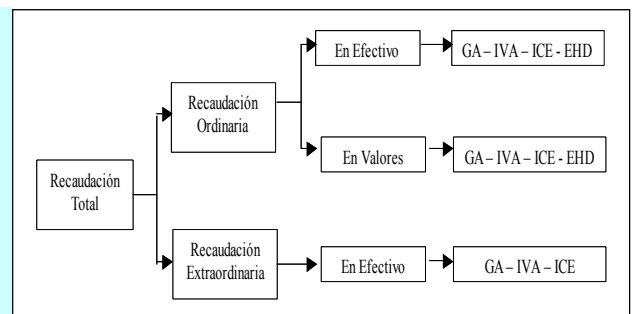 En Efectivo
GA – IVA – ICE - EHD
Recaudación
Ordinaria
En Valores
GA – IVA – ICE - EHD
Recaudación
Total
Recaudación
Extraordinaria
En Efectivo
GA – IVA – ICE